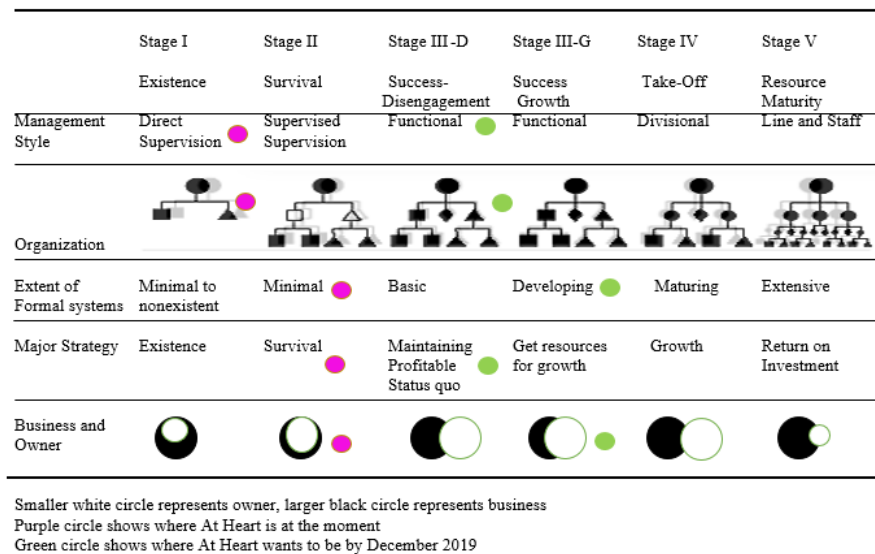 Stage I Stage II Stage III-D Stage III-G Stage IV Stage V
Existence Survival Success- Success Take-Off Resource
Disengagement Growth Maturity
Management Direct Supervised Functional Functional Divisional Line and Staff
Style Supervision Supervision
Organization
Extent of Minimal to Minimal Basic Developing Maturing Extensive
Formal systems nonexistent
Major Strategy Existence Survival Maintaining Get resources Growth Return on
Profitable for growth Investment
Status quo
Business and
Owner
Smaller white circle represents owner, larger black circle represents business
Purple circle shows where At Heart is at the moment
Green circle shows where At Heart wants to be by December 2019